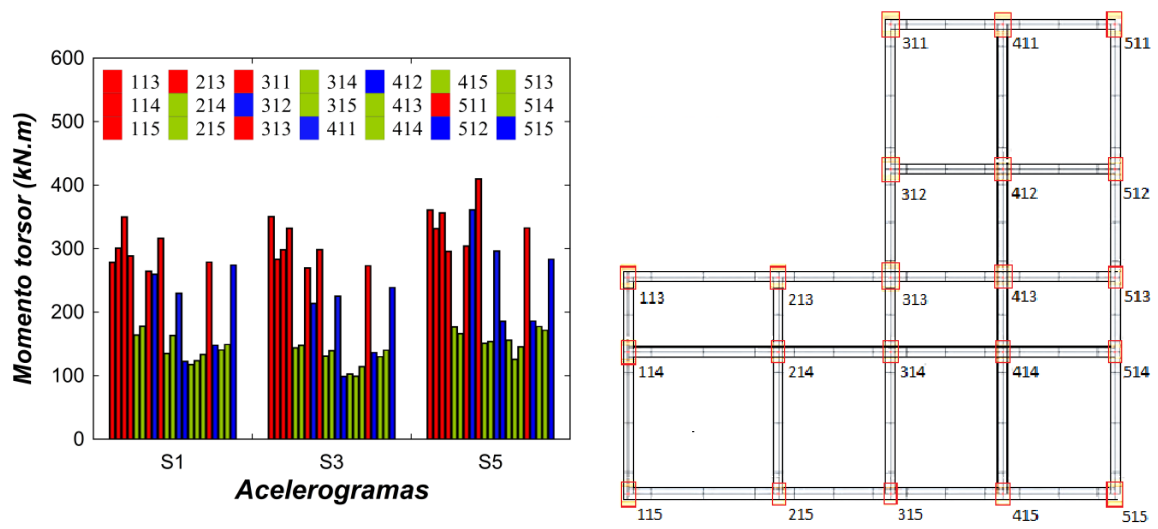 600
500
400
300
200
100
0
Momento torsor (kN.m)
113 213 311 314 412 415 513
114 214 312 315 413 511 514
115 215 313 411 414 512 515
S1 S3 S5
Acelerogramas
311 411 511
312 412 512
113 213 313 413 513
114 214 314 414 514
115 215 315 415 515